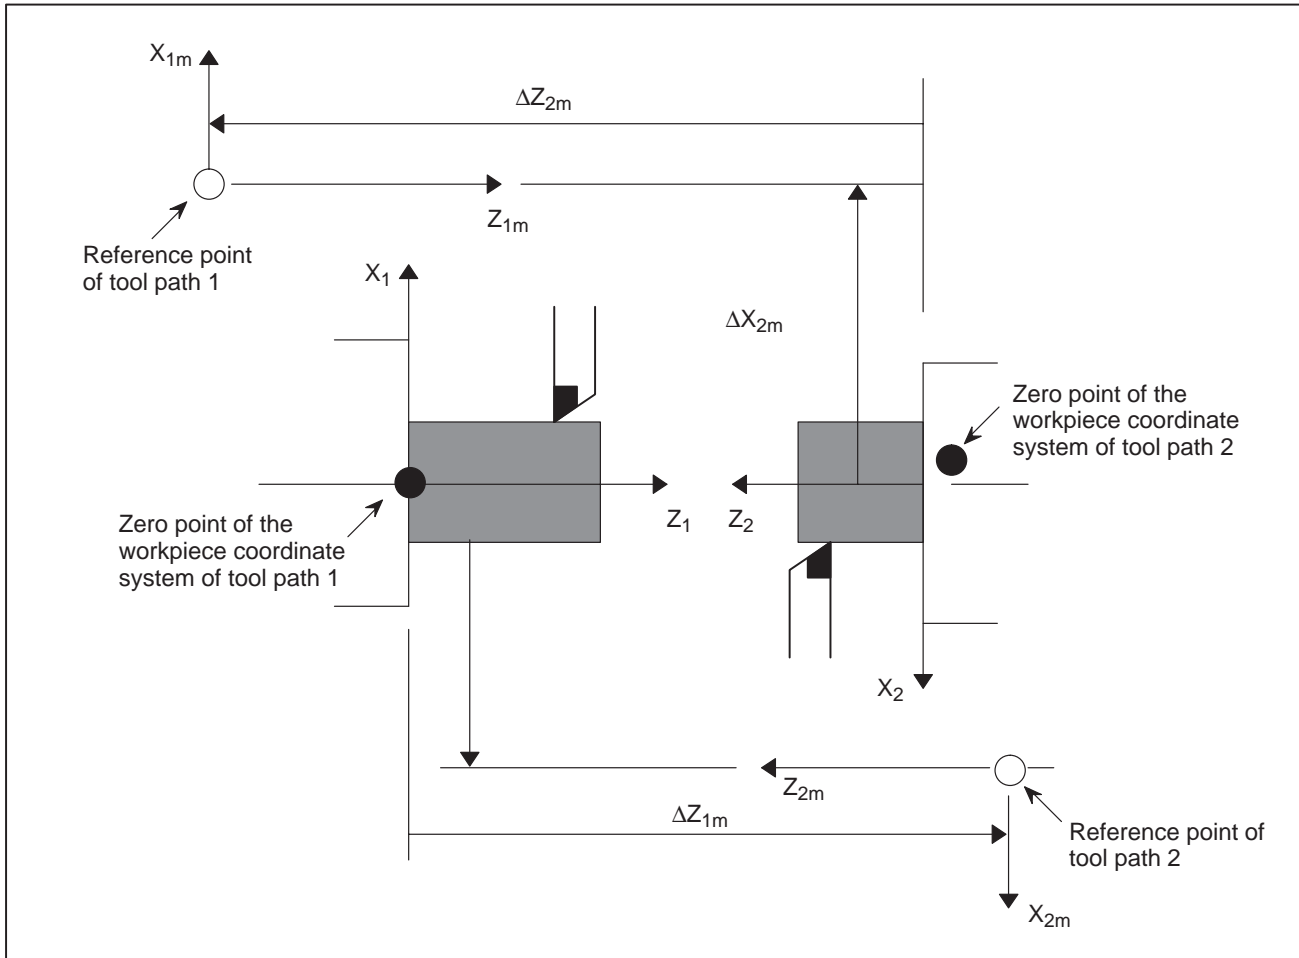 X1m
ΔZ2m
Z1m
Reference point
of tool path 1
X1
ΔX2m
Zero point of the
workpiece coordinate
system of tool path 2
Z1
Z2
Zero point of the
workpiece coordinate
system of tool path 1
X2
Z2m
ΔZ1m
Reference point of
tool path 2
X2m